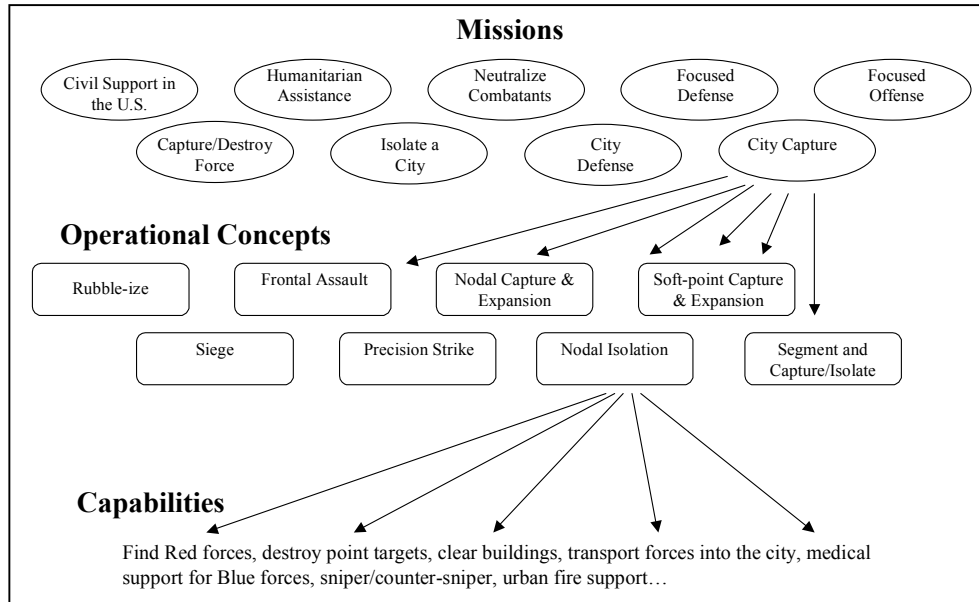 Missions
Civil Support in
the U.S.
Humanitarian
Assistance
Neutralize
Combatants
Focused
Defense
Focused
Offense
Capture/Destroy
Force
Isolate a
City
City
Defense
City Capture
Operational Concepts
Rubble-ize
Frontal Assault
Nodal Capture &
Expansion
Soft-point Capture
& Expansion
Siege
Precision Strike
Nodal Isolation
Segment and
Capture/Isolate
Capabilities
Find Red forces, destroy point targets, clear buildings, transport forces into the city, medical
support for Blue forces, sniper/counter-sniper, urban fire support…